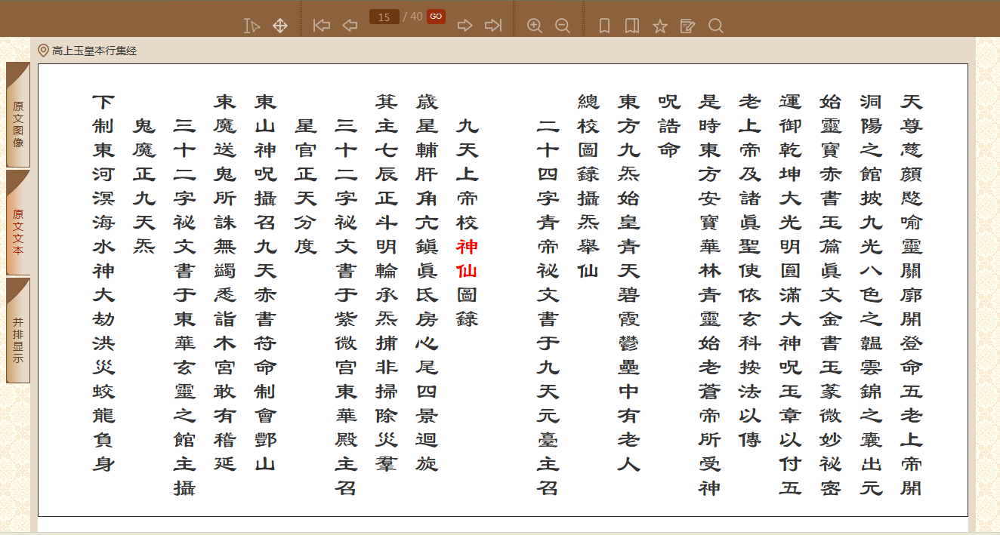 15 / 40 GO
高上玉皇本行集经
原文图像
原文文本
并排显示
天尊慈顔愍喻靈關廓開登命五老上帝開
洞陽之館披九光八色之韞雲錦之囊出元
始靈寶赤書玉篇眞文金書玉篆微妙祕密
運御乾坤大光明圓滿大神呪玉章以付五
老上帝及諸眞聖使依玄科按法以傳
是時東方安寶華林青靈始老蒼帝所受神
呪誥命
東方九炁始皇青天碧霞鬱壘中有老人
總校圖籙攝炁舉仙
二十四字青帝祕文書于九天元臺主召
九天上帝校神仙圖籙
歲星輔肝角亢鎭眞氐房心尾四景迴旋
箕主七辰正斗明輪承炁捕非掃除災羣
三十二字祕文書于紫微宮東華殿主召
星官正天分度
東山神呪攝召九天赤書符命制會酆山
束魔送鬼所誅無蠲悉詣木宮敢有稽延
三十二字祕文書于東華玄靈之館主攝
鬼魔正九天炁
下制東河溟海水神大劫洪災蛟龍負身